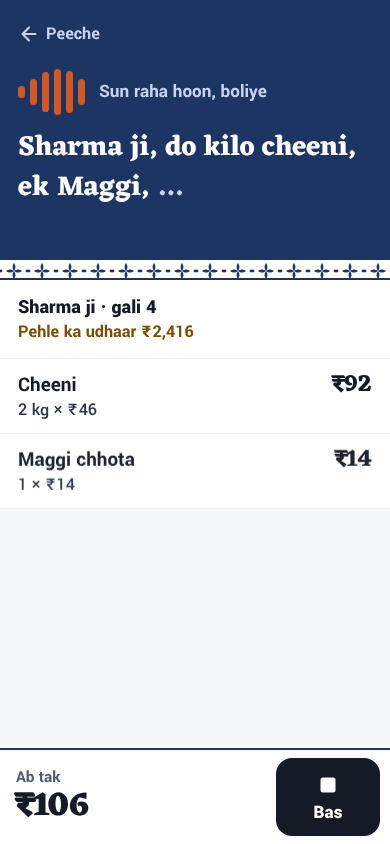 Peeche
Sun raha hoon, boliye
Sharma ji, do kilo cheeni,
ek Maggi, ...
Sharma ji · gali 4
Pehle ka udhaar ₹2,416
Cheeni
₹92
2 kg × ₹46
Maggi chhota
₹14
1 × ₹14
Ab tak
₹106
Bas